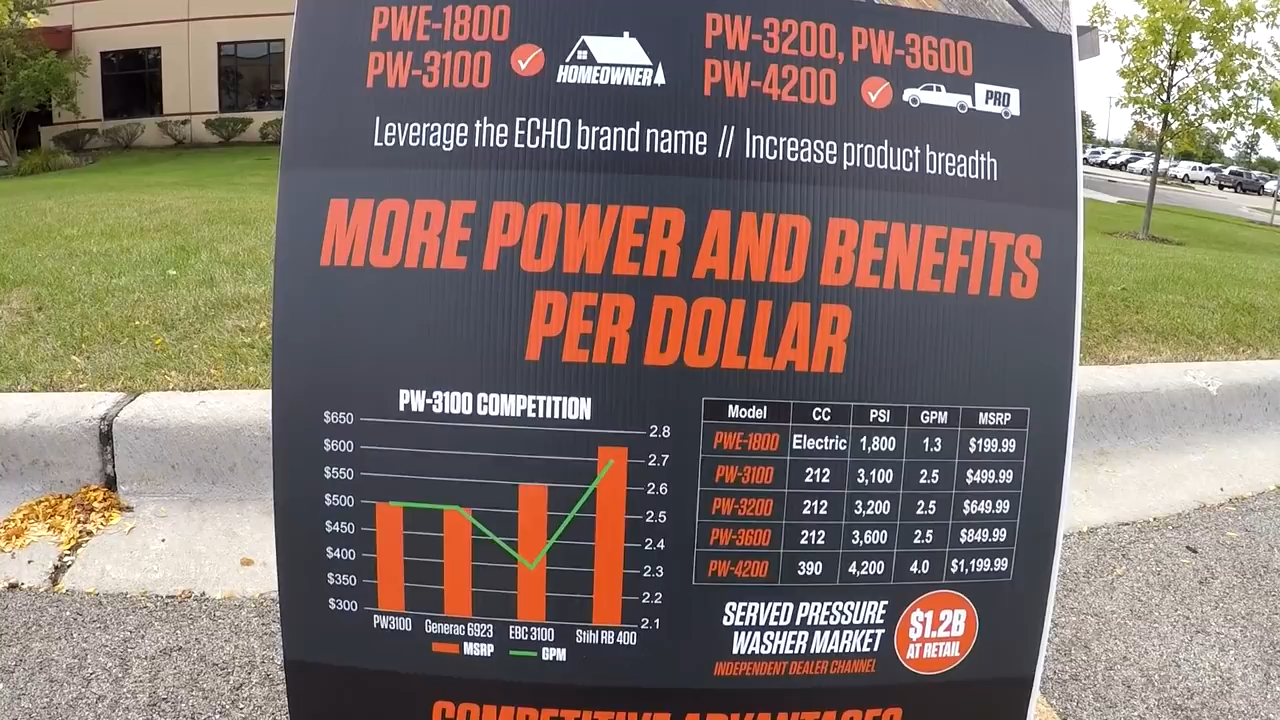 PWE-1800
PW-3100
HOMEOWNER
PW-3200, PW-3600
PW-4200
PRO
Leverage the ECHO brand name // Increase product breadth
MORE POWER AND BENEFITS
PER DOLLAR
PW-3100 COMPETITION
$650
$600
$550
$500
$450
$400
$350
$300
2.8
2.7
2.6
2.5
2.4
2.3
2.2
2.1
PW3100 Generac 6923 EBC 3100 Stihl RB 400
MSRP GPM
Model CC PSI GPM MSRP
PWE-1800 Electric 1,800 1.3 $199.99
PW-3100 212 3,100 2.5 $499.99
PW-3200 212 3,200 2.5 $649.99
PW-3600 212 3,600 2.5 $849.99
PW-4200 390 4,200 4.0 $1,199.99
SERVED PRESSURE
WASHER MARKET
INDEPENDENT DEALER CHANNEL
$1.2B
AT RETAIL
COMPETITIVE ADVANTAGES